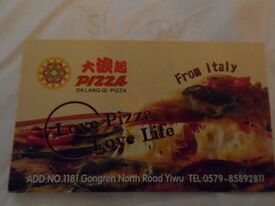 大浪起
PIZZA
DA LANG QI PIZZA
From Italy
Love Pizza
Love Life
ADD:NO.1181 Gongren North Road Yiwu TEL:0579-85892811